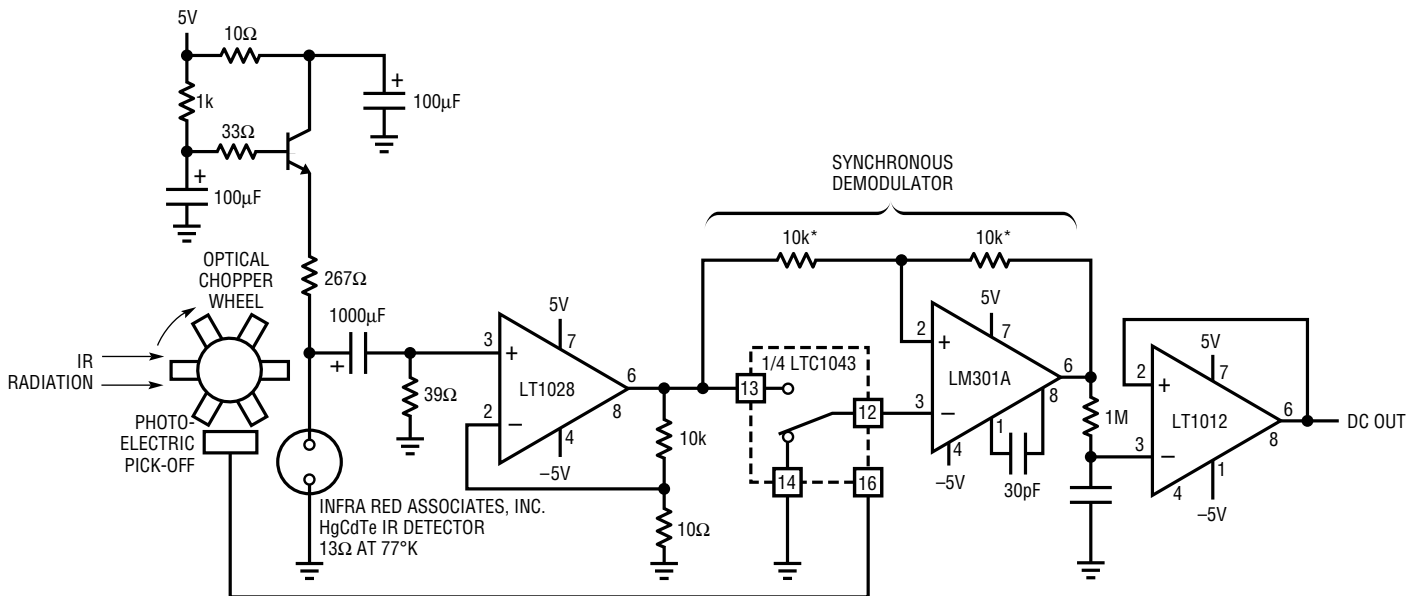 5V
10Ω
1k
+
100µF
33Ω
+
100µF
SYNCHRONOUS
DEMODULATOR
10k*
10k*
OPTICAL
CHOPPER
WHEEL
267Ω
1000µF
+
IR
RADIATION
39Ω
PHOTO-
ELECTRIC
PICK-OFF
INFRA RED ASSOCIATES, INC.
HgCdTe IR DETECTOR
13Ω AT 77°K
3
+
2
–
LT1028
5V
7
6
8
4
–5V
10k
10Ω
1/4 LTC1043
13
12
14
16
2
+
3
–
LM301A
5V
7
6
8
1
4
–5V
30pF
1M
2
+
3
–
LT1012
5V
7
6
8
4
1
–5V
DC OUT